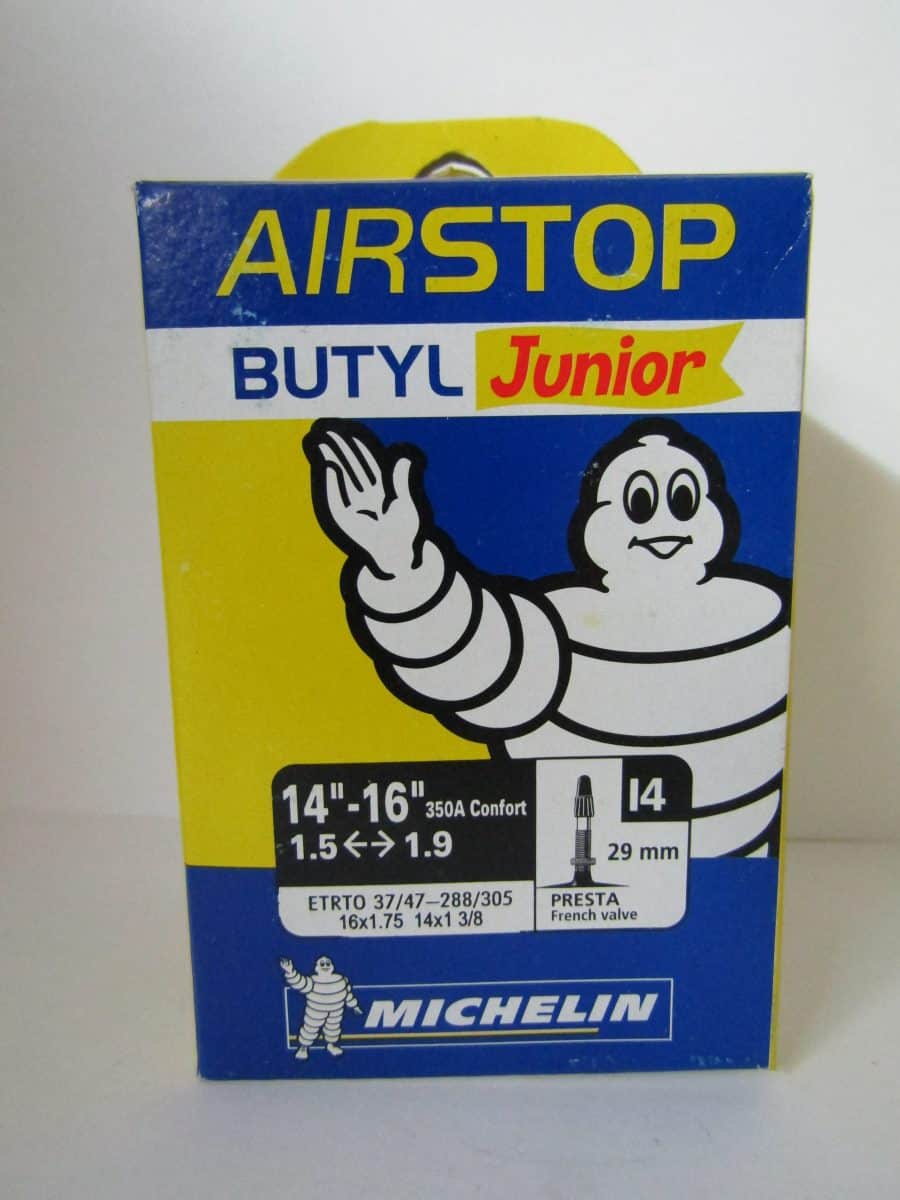 AIRSTOP
BUTYL Junior
14"-16" 350A Confort
1.5 <-> 1.9
ETRTO 37/47–288/305
16x1.75 14x1 3/8
I4
29 mm
PRESTA
French valve
MICHELIN